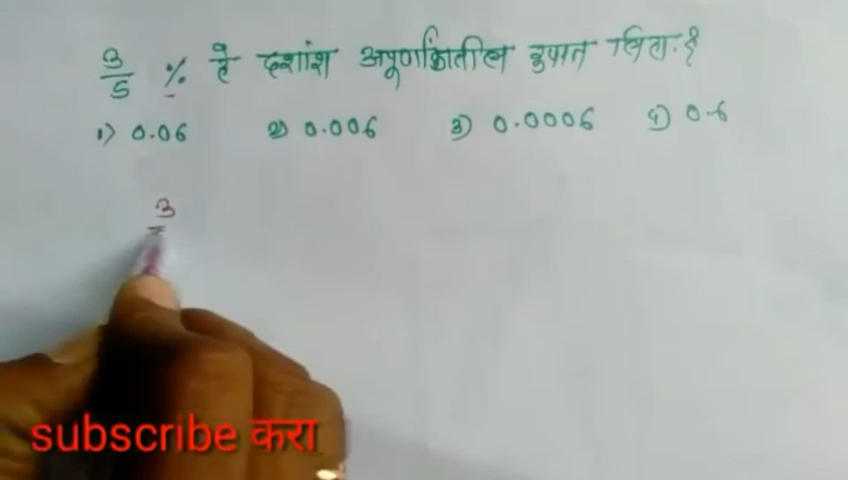 3/5 % हे दशांश अपूर्णांकातील रुपात लिहा.
1) 0.06 2) 0.006 3) 0.0006 4) 0.6
3
subscribe करा